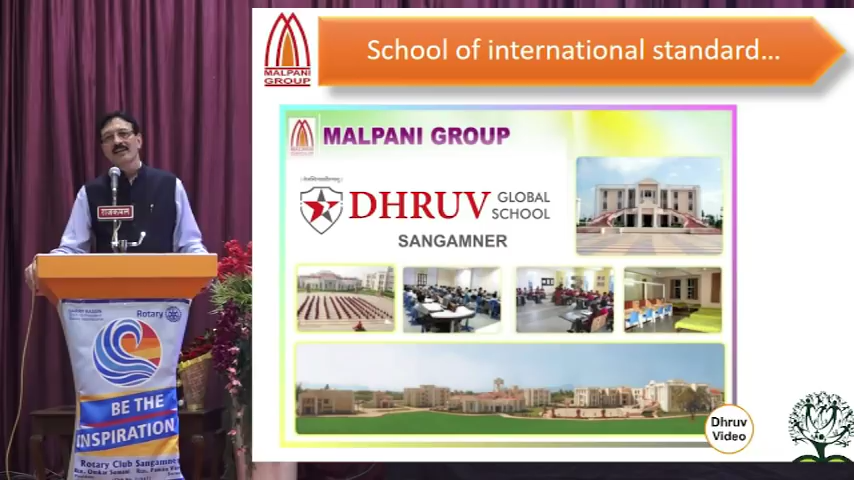 MALPANI
GROUP
School of international standard...
MALPANI GROUP
DHRUV
GLOBAL
SCHOOL
SANGAMNER
Dhruv
Video
राजकमल
Rotary
BE THE
INSPIRATION
Rotary Club Sangamner